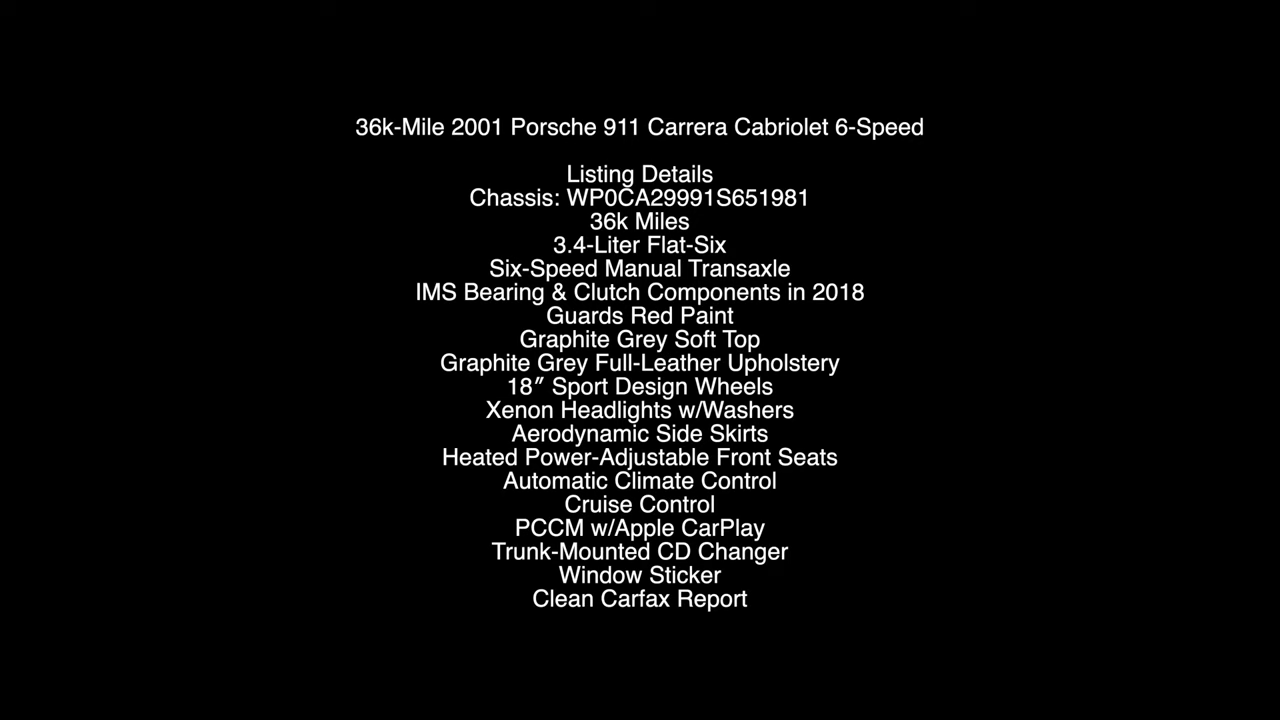 36k-Mile 2001 Porsche 911 Carrera Cabriolet 6-Speed
Listing Details
Chassis: WP0CA29991S651981
36k Miles
3.4-Liter Flat-Six
Six-Speed Manual Transaxle
IMS Bearing & Clutch Components in 2018
Guards Red Paint
Graphite Grey Soft Top
Graphite Grey Full-Leather Upholstery
18″ Sport Design Wheels
Xenon Headlights w/Washers
Aerodynamic Side Skirts
Heated Power-Adjustable Front Seats
Automatic Climate Control
Cruise Control
PCCM w/Apple CarPlay
Trunk-Mounted CD Changer
Window Sticker
Clean Carfax Report